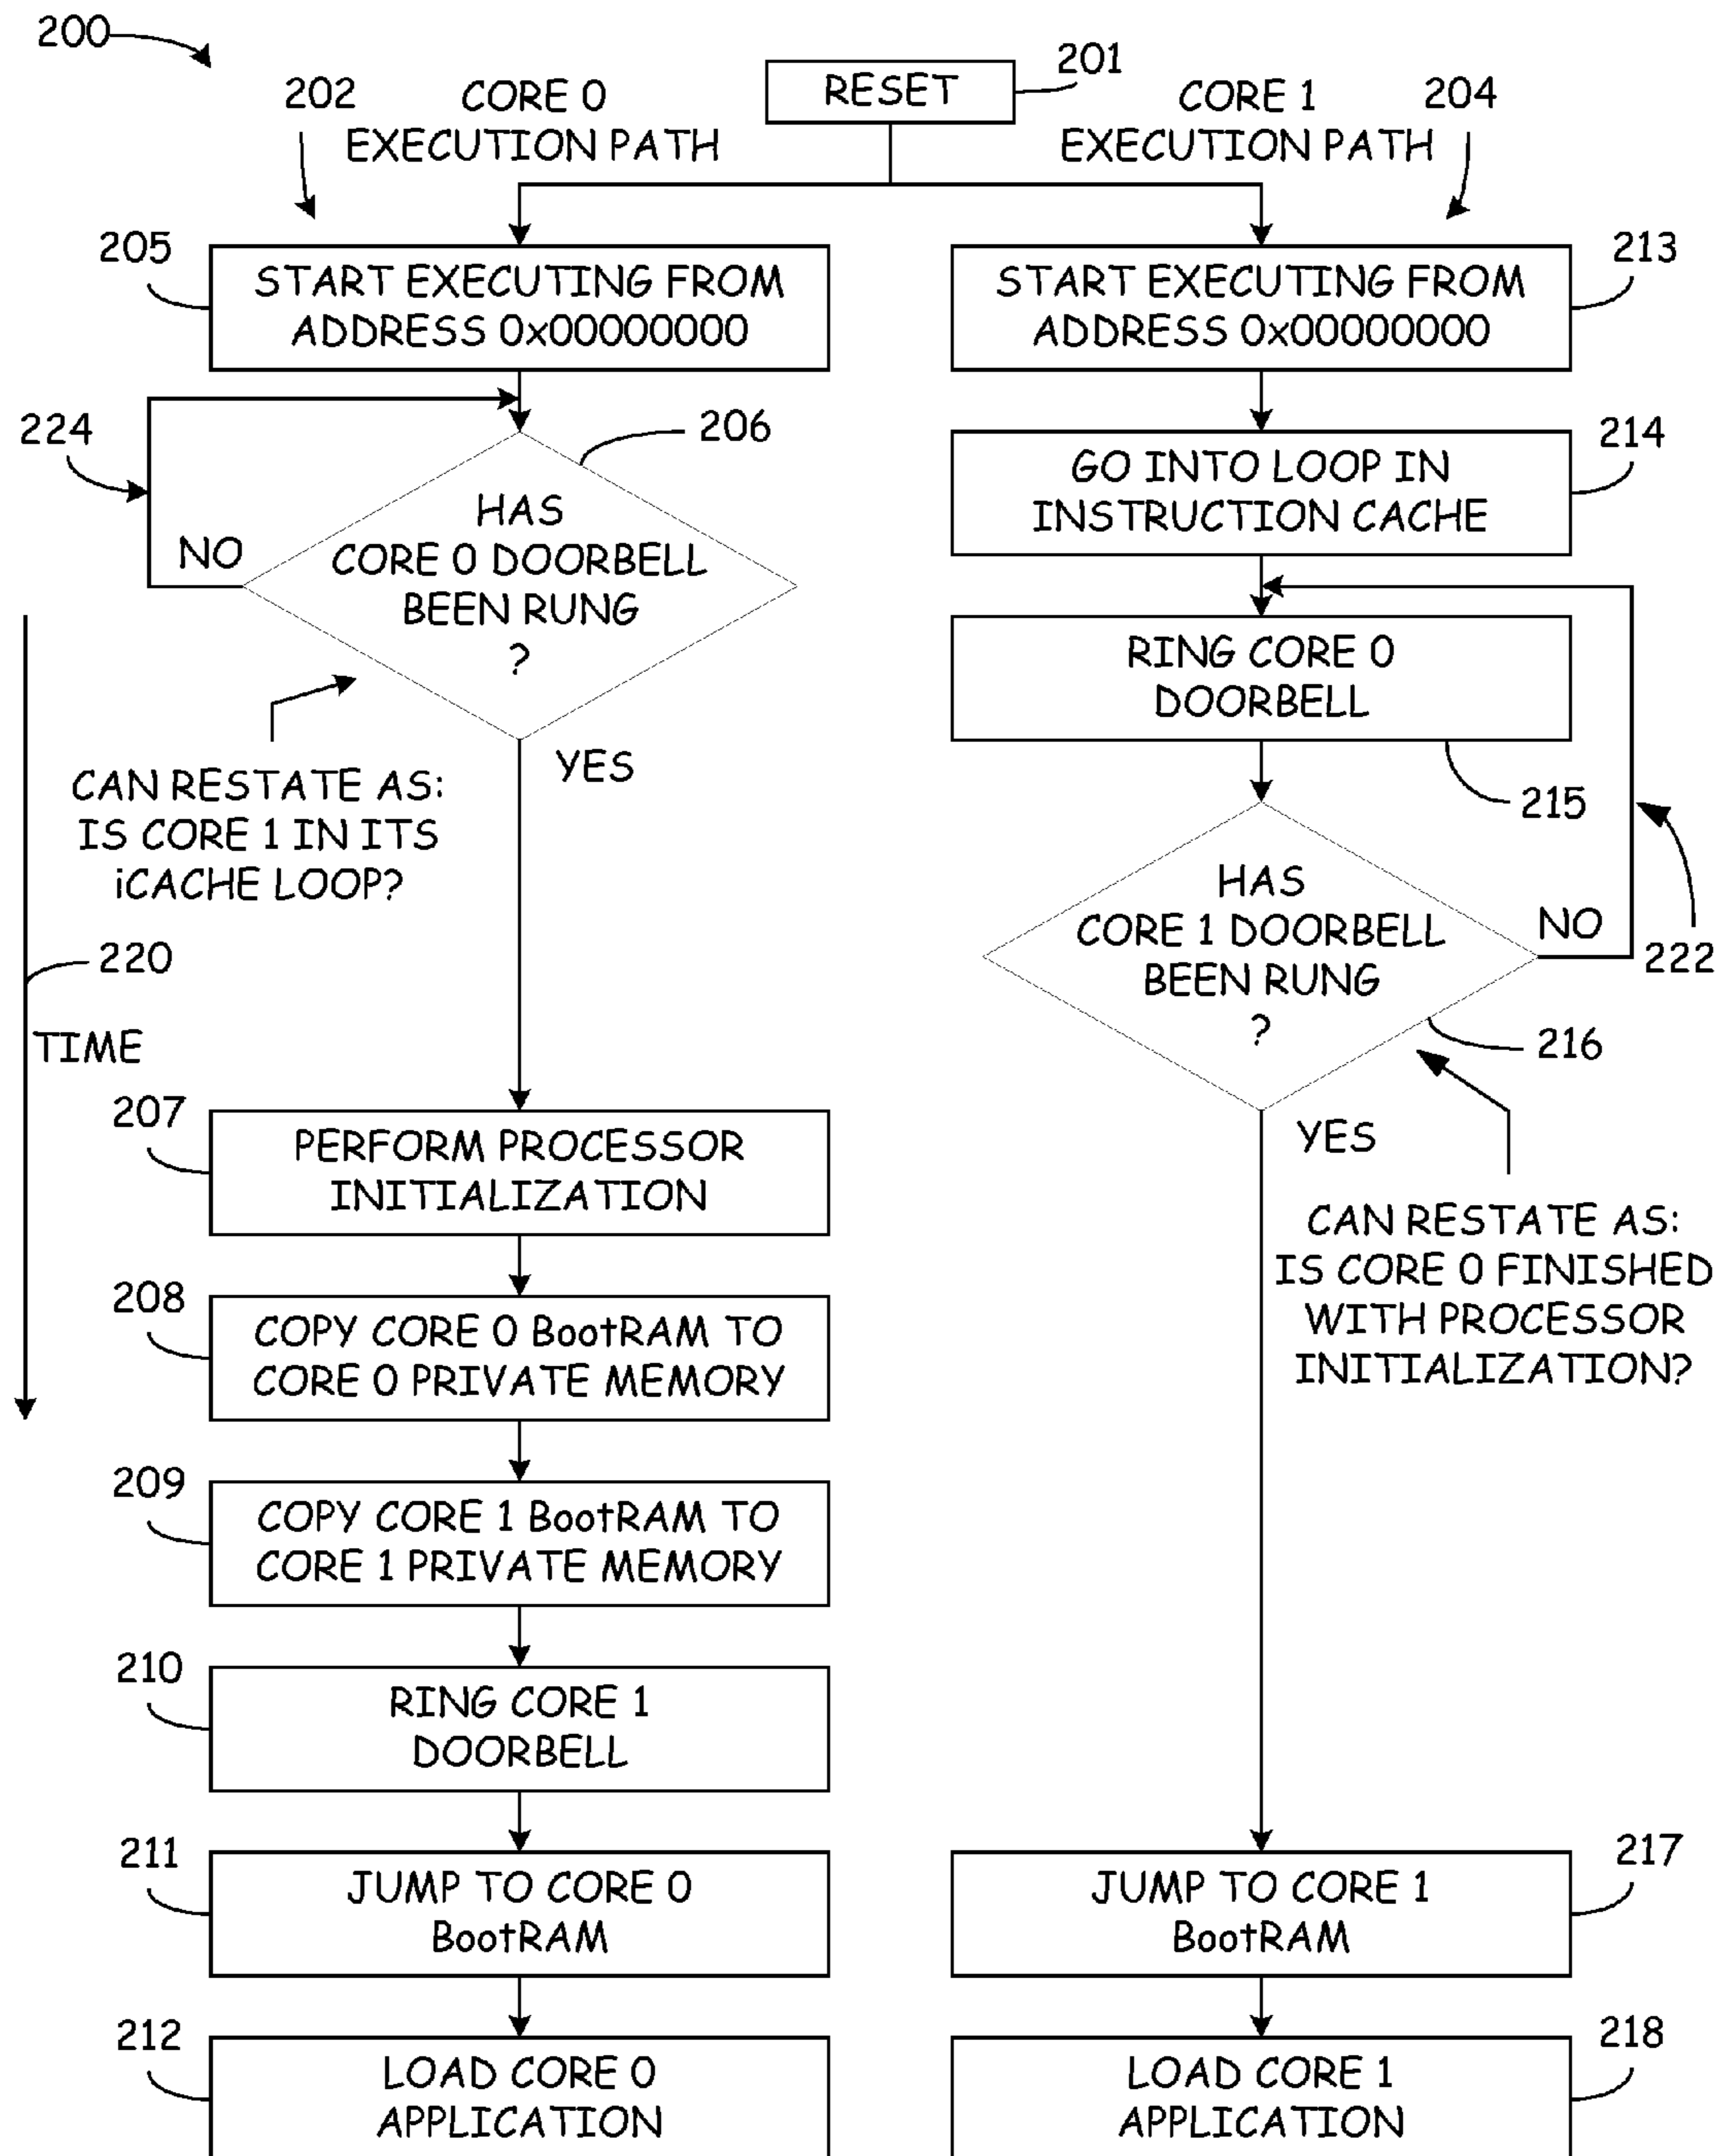 200
RESET
201
202
CORE 0
EXECUTION PATH
CORE 1
EXECUTION PATH
204
205
START EXECUTING FROM
ADDRESS 0x00000000
224
206
HAS
CORE 0 DOORBELL
BEEN RUNG
?
NO
YES
CAN RESTATE AS:
IS CORE 1 IN ITS
iCACHE LOOP?
220
TIME
207
PERFORM PROCESSOR
INITIALIZATION
208
COPY CORE 0 BootRAM TO
CORE 0 PRIVATE MEMORY
209
COPY CORE 1 BootRAM TO
CORE 1 PRIVATE MEMORY
210
RING CORE 1
DOORBELL
211
JUMP TO CORE 0
BootRAM
212
LOAD CORE 0
APPLICATION
213
START EXECUTING FROM
ADDRESS 0x00000000
214
GO INTO LOOP IN
INSTRUCTION CACHE
RING CORE 0
DOORBELL
215
HAS
CORE 1 DOORBELL
BEEN RUNG
?
NO
222
216
YES
CAN RESTATE AS:
IS CORE 0 FINISHED
WITH PROCESSOR
INITIALIZATION?
217
JUMP TO CORE 1
BootRAM
218
LOAD CORE 1
APPLICATION